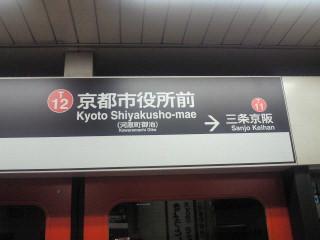 T
12
京都市役所前
Kyoto Shiyakusho-mae
(河原町御池)
Kawaramachi Oike
→
T
11
三条京阪
Sanjo Keihan